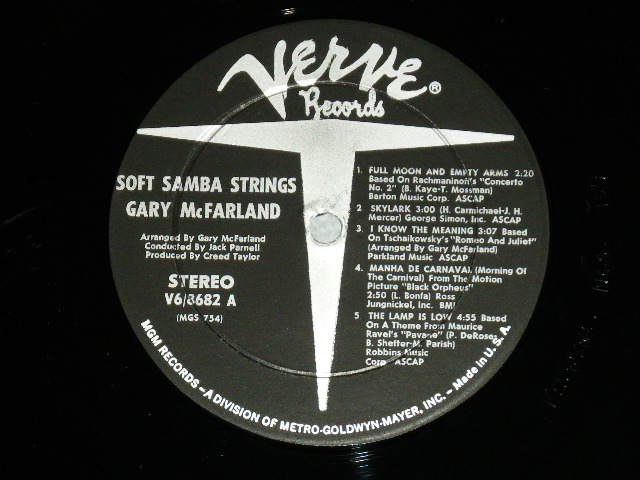 VERVE®
Records
SOFT SAMBA STRINGS
GARY McFARLAND
Arranged By Gary McFarland
Conducted By Jack Parnell
Produced By Creed Taylor
STEREO
V6/8682 A
(MGS 754)
1. FULL MOON AND EMPTY ARMS 2:20
Based On Rachmaninoff's "Concerto
No. 2" (B. Kaye-T. Mossman)
Barton Music Corp. ASCAP
2 SKYLARK 3:00 (H. Carmichael-J. H.
Mercer) George Simon, Inc. ASCAP
3. I KNOW THE MEANING 3:07 Based
On Tschaikowsky's "Romeo And Juliet"
(Arranged By Gary McFarland)
Parkland Music ASCAP
4. MANHA DE CARNAVAL (Morning Of
The Carnival) From The Motion
Picture "Black Orpheus"
2:50 (L. Bonfa) Ross
Jungnickel, Inc. BMI
5 THE LAMP IS LOW 4:55 Based
On A Theme From Maurice
Ravel's "Pavane" (P. DeRose-
B. Shefter-M. Parish)
Robbins Music
Corp. ASCAP
MGM RECORDS – A DIVISION OF METRO-GOLDWYN-MAYER, INC. – Made in U. S. A.